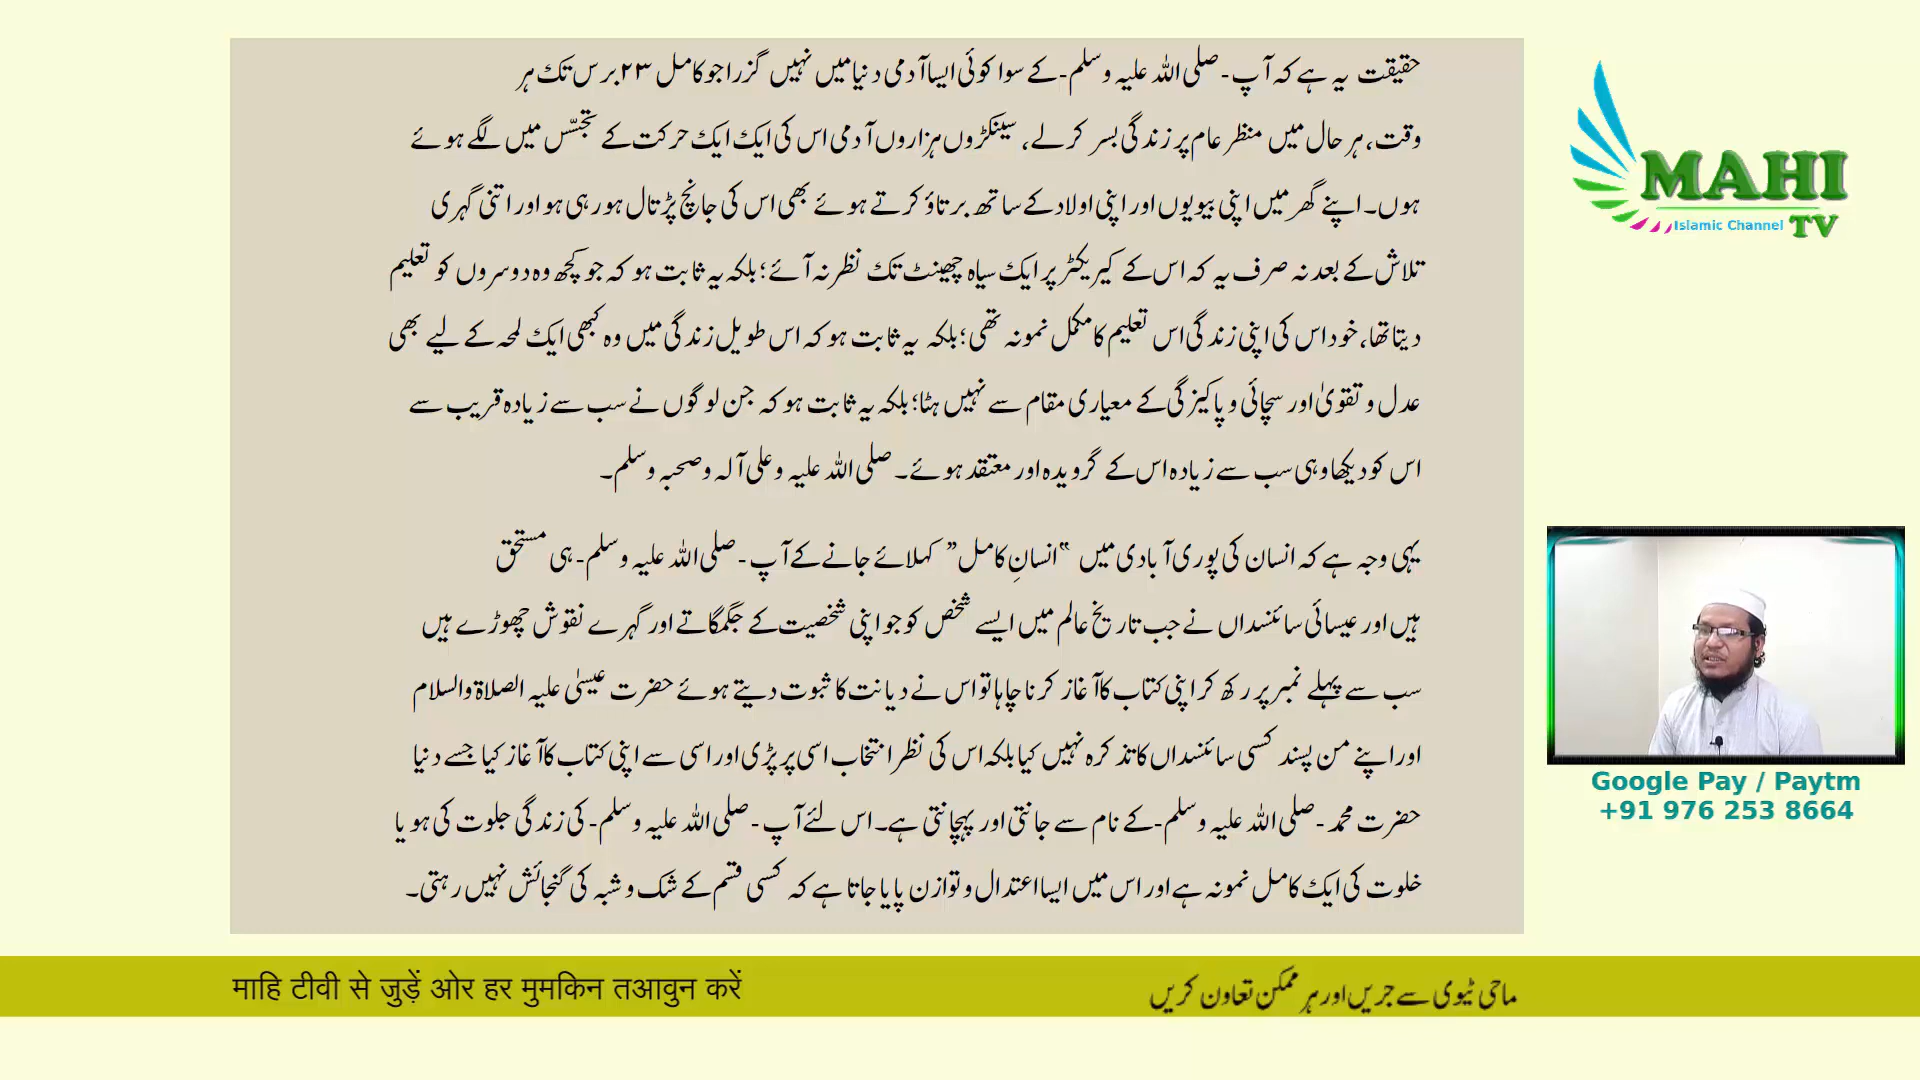 حقیقت یہ ہے کہ آپ -صلی اللہ علیہ وسلم- کے سوا کوئی ایسا آدمی دنیا میں نہیں گزرا جو کامل ۲۳ برس تک ہر
وقت، ہر حال میں منظر عام پر زندگی بسر کرلے، سینکڑوں ہزاروں آدمی اس کی ایک ایک حرکت کے تجسّس میں لگے ہوئے
ہوں۔ اپنے گھر میں اپنی بیویوں اور اپنی اولاد کے ساتھ برتاؤ کرتے ہوئے بھی اس کی جانچ پڑتال ہو رہی ہو اور اتنی گہری
تلاش کے بعد نہ صرف یہ کہ اس کے کیریکٹر پر ایک سیاہ چھینٹ تک نظر نہ آئے؛ بلکہ یہ ثابت ہو کہ جو کچھ وہ دوسروں کو تعلیم
دیتا تھا، خود اس کی اپنی زندگی اس تعلیم کا مکمل نمونہ تھی؛ بلکہ یہ ثابت ہو کہ اس طویل زندگی میں وہ کبھی ایک لمحہ کے لیے بھی
عدل و تقویٰ اور سچائی و پاکیزگی کے معیاری مقام سے نہیں ہٹا؛ بلکہ یہ ثابت ہو کہ جن لوگوں نے سب سے زیادہ قریب سے
اس کو دیکھا وہی سب سے زیادہ اس کے گرویدہ اور معتقد ہوئے۔ صلی اللہ علیہ وعلی آلہ وصحبہ وسلم۔
یہی وجہ ہے کہ انسان کی پوری آبادی میں “انسانِ کامل” کہلائے جانے کے آپ -صلی اللہ علیہ وسلم- ہی مستحق
ہیں اور عیسائی سائنسداں نے جب تاریخ عالم میں ایسے شخص کو جو اپنی شخصیت کے جگمگاتے اور گہرے نقوش چھوڑے ہیں
سب سے پہلے نمبر پر رکھ کر اپنی کتاب کا آغاز کرنا چاہا تو اس نے دیانت کا ثبوت دیتے ہوئے حضرت عیسیٰ علیہ الصلاۃ والسلام
اور اپنے من پسند کسی سائنسداں کا تذکرہ نہیں کیا بلکہ اس کی نظر انتخاب اسی پر پڑی اور اسی سے اپنی کتاب کا آغاز کیا جسے دنیا
حضرت محمد -صلی اللہ علیہ وسلم- کے نام سے جانتی اور پہچانتی ہے۔ اس لئے آپ -صلی اللہ علیہ وسلم- کی زندگی جلوت کی ہو یا
خلوت کی ایک کامل نمونہ ہے اور اس میں ایسا اعتدال و توازن پایا جاتا ہے کہ کسی قسم کے شک و شبہ کی گنجائش نہیں رہتی۔
MAHI
Islamic Channel TV
Google Pay / Paytm
+91 976 253 8664
माहि टीवी से जुड़ें ओर हर मुमकिन तआवुन करें
ماحی ٹیوی سے جریں اور ہر ممکن تعاون کریں